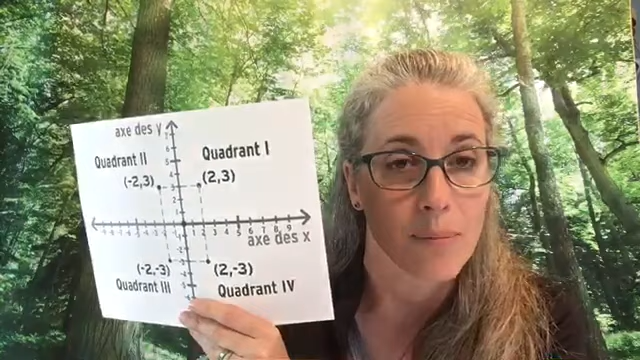 axe des y
Quadrant II
Quadrant I
(-2,3)
(2,3)
axe des x
(-2,-3)
(2,-3)
Quadrant III
Quadrant IV